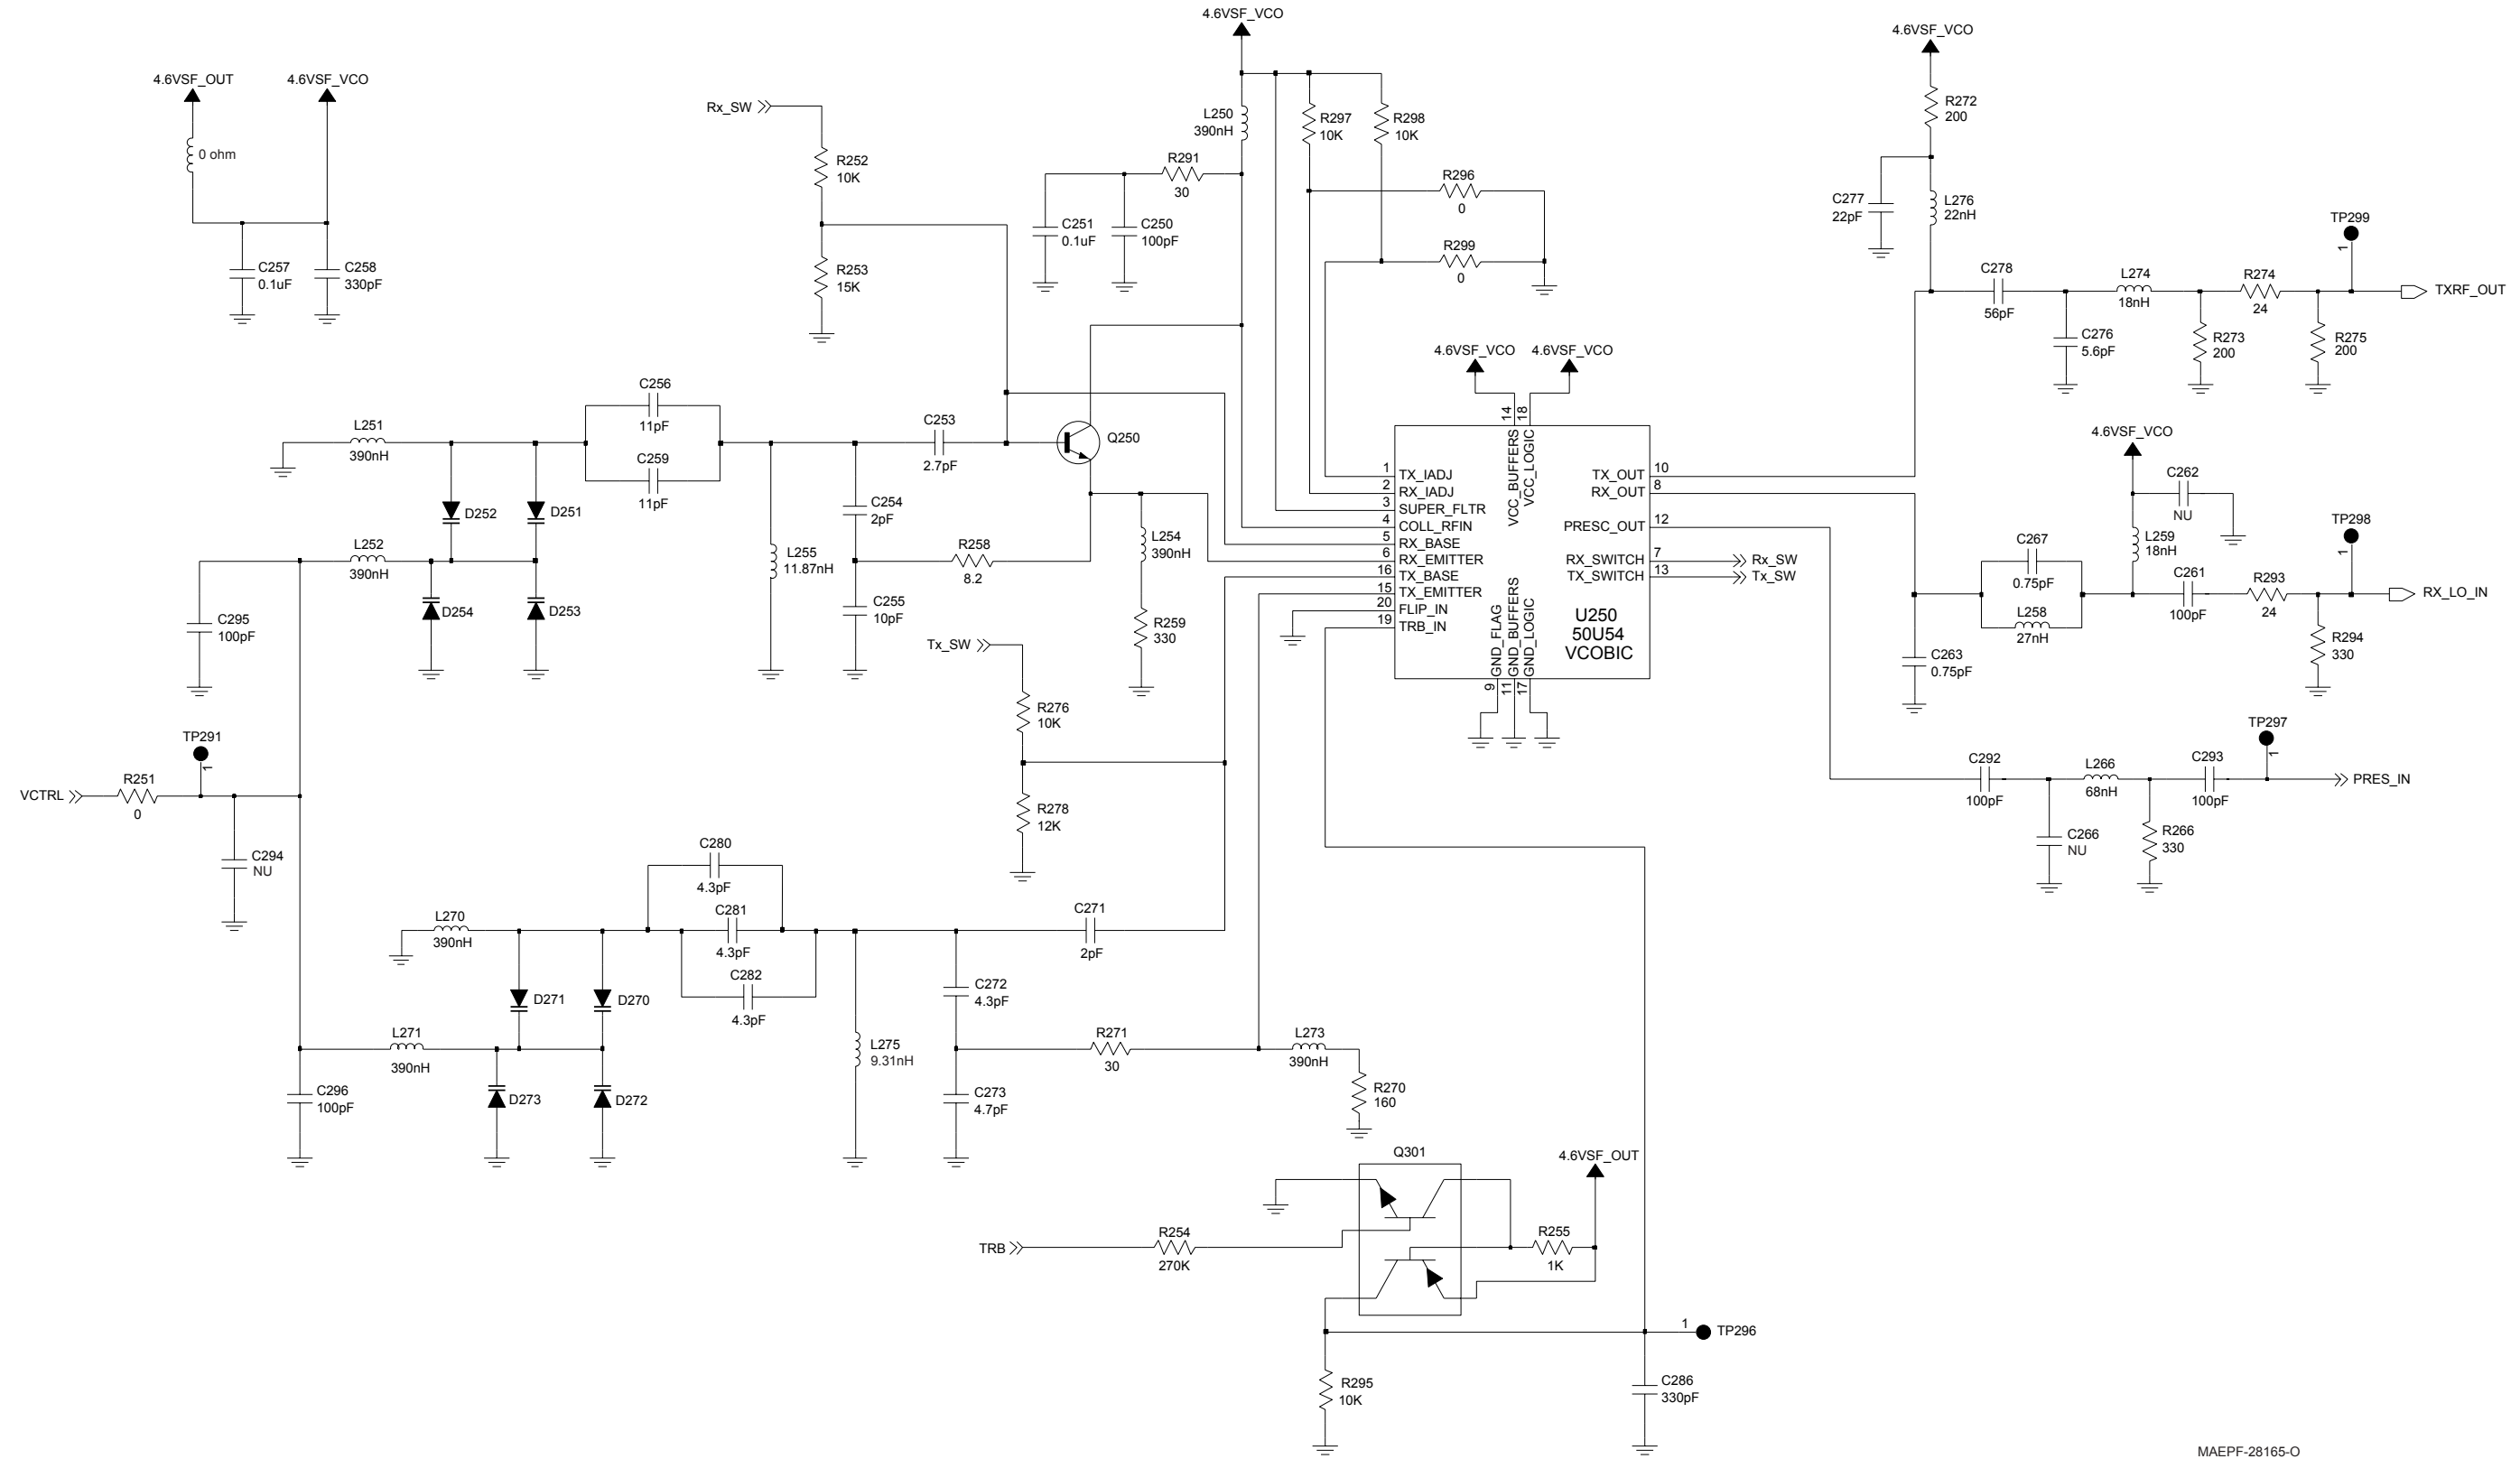 4.6VSF_VCO
4.6VSF_VCO
4.6VSF_OUT
4.6VSF_VCO
0 ohm
C257
0.1uF
C258
330pF
Rx_SW
R252
10K
R253
15K
L250
390nH
R291
30
C251
0.1uF
C250
100pF
R297
10K
R298
10K
R296
0
R299
0
R272
200
C277
22pF
L276
22nH
TP299
1
C278
56pF
L274
18nH
R274
24
TXRF_OUT
C276
5.6pF
R273
200
R275
200
4.6VSF_VCO
4.6VSF_VCO
C256
11pF
C259
11pF
L251
390nH
C253
2.7pF
Q250
D252
D251
C254
2pF
L252
390nH
L255
11.87nH
R258
8.2
L254
390nH
D254
D253
C295
100pF
C255
10pF
R259
330
14
18
VCC_BUFFERS
VCC_LOGIC
1 TX_IADJ
2 RX_IADJ
3 SUPER_FLTR
4 COLL_RFIN
5 RX_BASE
6 RX_EMITTER
16 TX_BASE
15 TX_EMITTER
20 FLIP_IN
19 TRB_IN
TX_OUT 10
RX_OUT 8
PRESC_OUT 12
RX_SWITCH 7 Rx_SW
TX_SWITCH 13 Tx_SW
GND_FLAG
GND_BUFFERS
GND_LOGIC
9
11
17
U250
50U54
VCOBIC
4.6VSF_VCO
C262
NU
L259
18nH
TP298
1
C267
0.75pF
L258
27nH
C261
100pF
R293
24
RX_LO_IN
R294
330
C263
0.75pF
Tx_SW
R276
10K
R278
12K
TP291
1
VCTRL
R251
0
C294
NU
TP297
1
C292
100pF
L266
68nH
C293
100pF
PRES_IN
C266
NU
R266
330
C280
4.3pF
C281
4.3pF
C282
4.3pF
L270
390nH
C271
2pF
D271
D270
C272
4.3pF
L271
390nH
L275
9.31nH
R271
30
L273
390nH
C296
100pF
D273
D272
C273
4.7pF
R270
160
Q301
4.6VSF_OUT
TRB
R254
270K
R255
1K
1
TP296
R295
10K
C286
330pF
MAEPF-28165-O